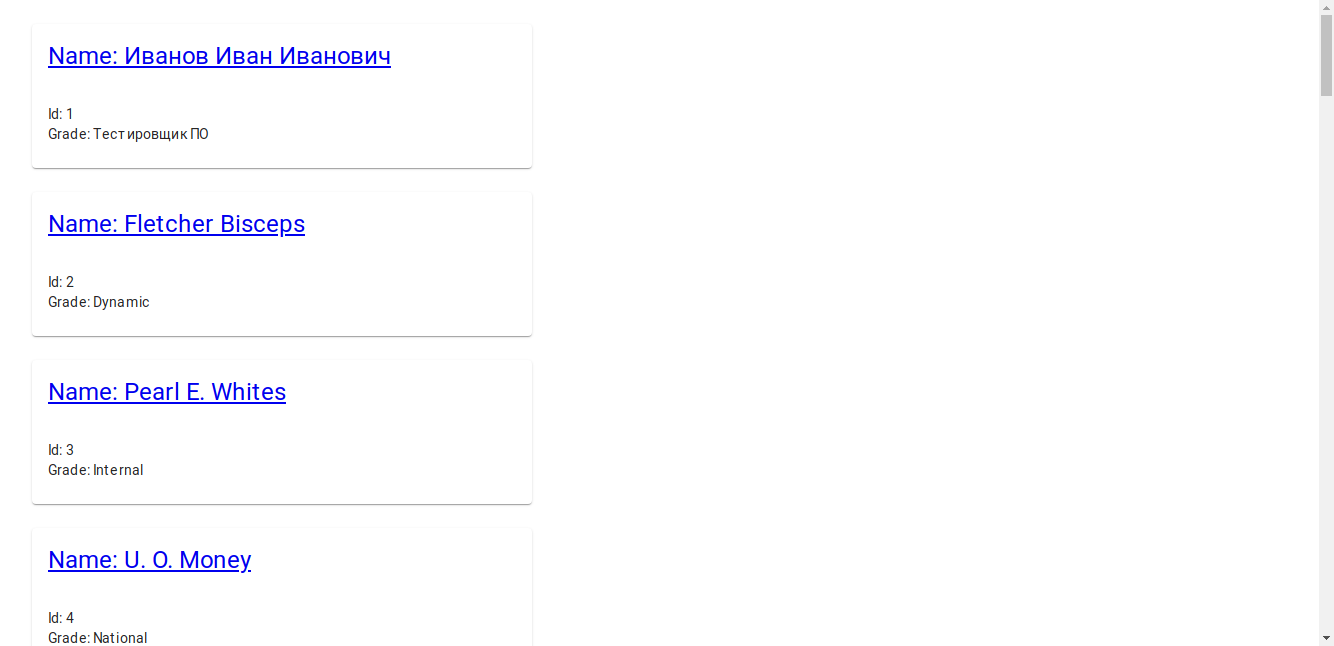 Name: Иванов Иван Иванович
Id: 1
Grade: Тестировщик ПО
Name: Fletcher Bisceps
Id: 2
Grade: Dynamic
Name: Pearl E. Whites
Id: 3
Grade: Internal
Name: U. O. Money
Id: 4
Grade: National